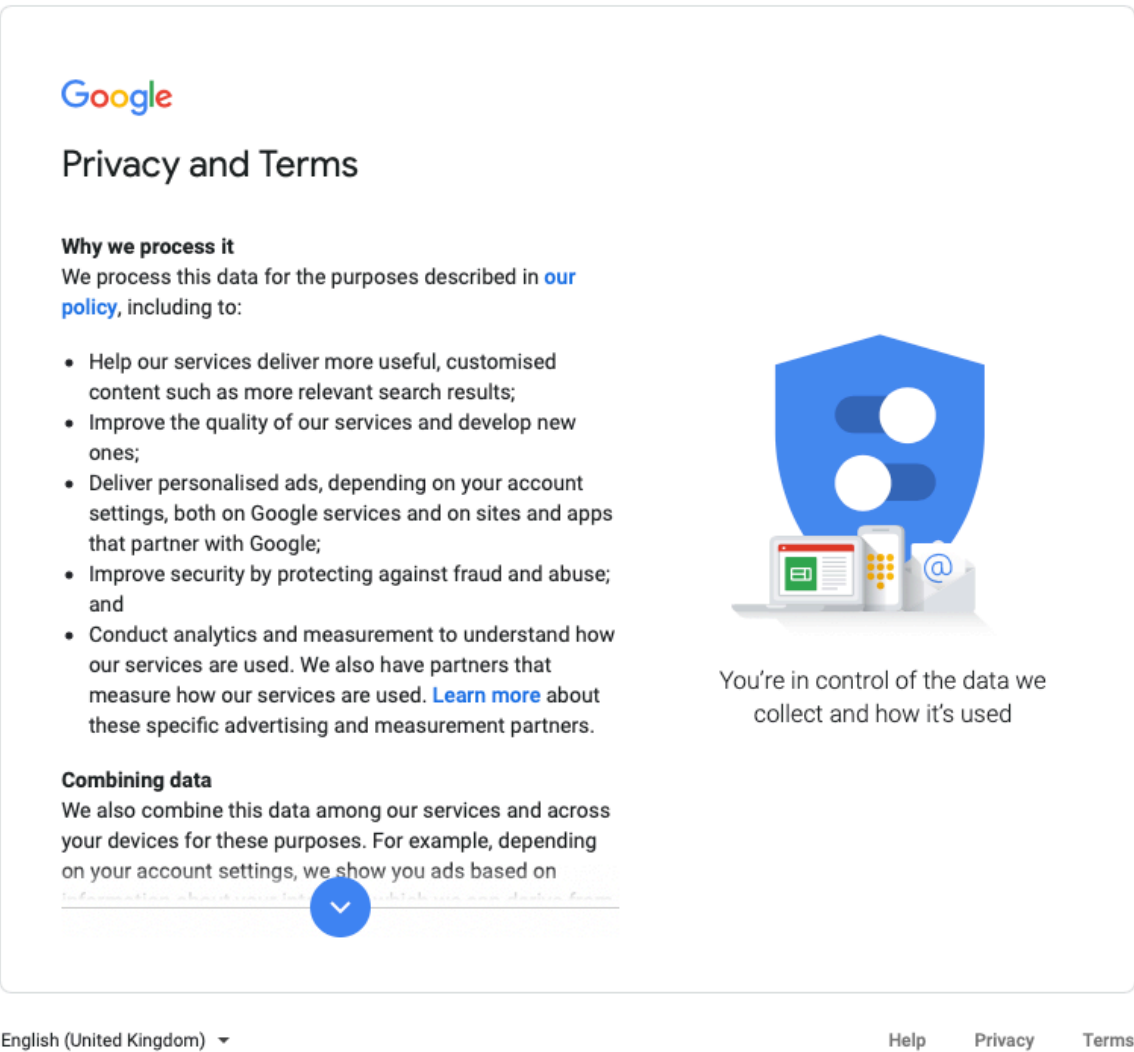 Google
Privacy and Terms
Why we process it
We process this data for the purposes described in our
policy, including to:
• Help our services deliver more useful, customised
content such as more relevant search results;
• Improve the quality of our services and develop new
ones;
• Deliver personalised ads, depending on your account
settings, both on Google services and on sites and apps
that partner with Google;
• Improve security by protecting against fraud and abuse;
and
• Conduct analytics and measurement to understand how
our services are used. We also have partners that
measure how our services are used. Learn more about
these specific advertising and measurement partners.
Combining data
We also combine this data among our services and across
your devices for these purposes. For example, depending
on your account settings, we show you ads based on
information about your which we can derive from
@
You’re in control of the data we
collect and how it’s used
English (United Kingdom)
Help Privacy Terms